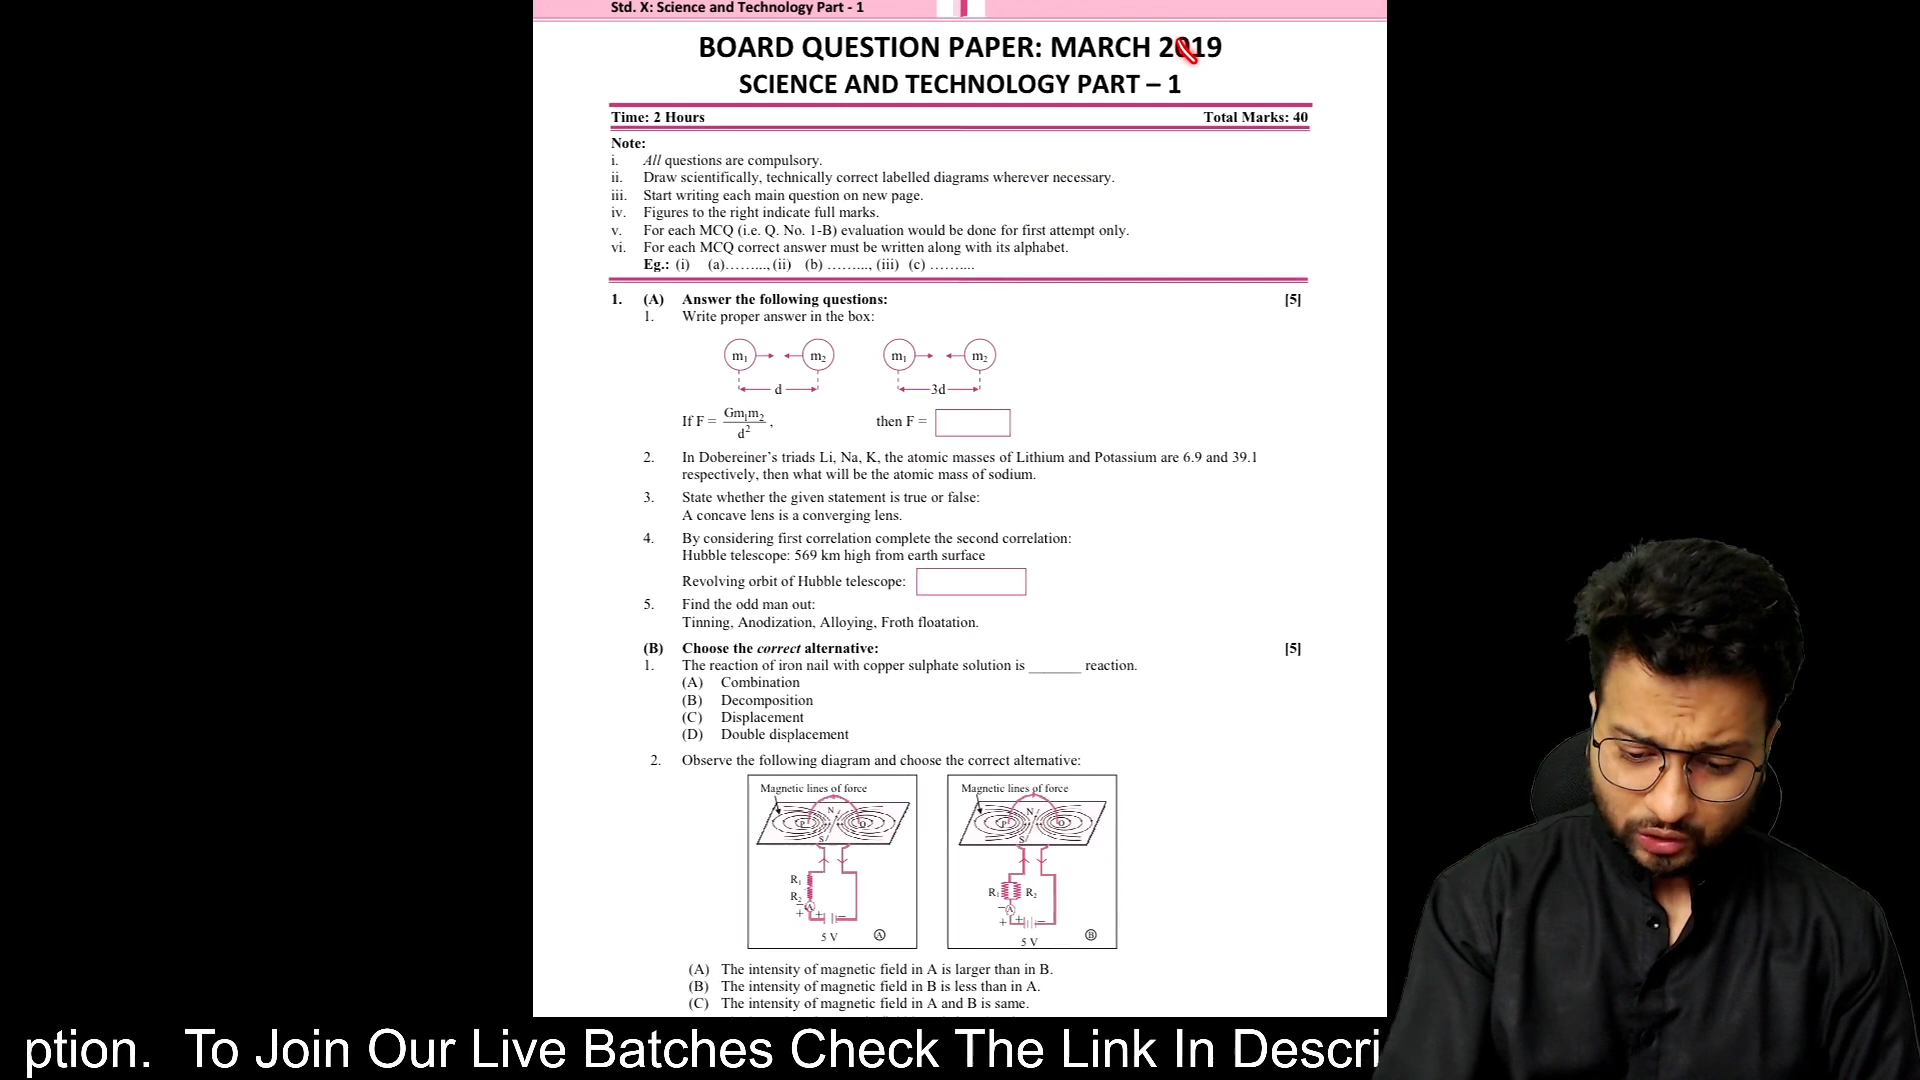 Std. X: Science and Technology Part - 1
BOARD QUESTION PAPER: MARCH 2019
SCIENCE AND TECHNOLOGY PART – 1
Time: 2 Hours Total Marks: 40
Note:
i. All questions are compulsory.
ii. Draw scientifically, technically correct labelled diagrams wherever necessary.
iii. Start writing each main question on new page.
iv. Figures to the right indicate full marks.
v. For each MCQ (i.e. Q. No. 1-B) evaluation would be done for first attempt only.
vi. For each MCQ correct answer must be written along with its alphabet.
Eg.: (i) (a)………, (ii) (b) ………, (iii) (c) ……….
1. (A) Answer the following questions: [5]
1. Write proper answer in the box:
m₁ m₂ m₁ m₂
d 3d
If F = Gm₁m₂ / d² , then F =
2. In Dobereiner’s triads Li, Na, K, the atomic masses of Lithium and Potassium are 6.9 and 39.1
respectively, then what will be the atomic mass of sodium.
3. State whether the given statement is true or false:
A concave lens is a converging lens.
4. By considering first correlation complete the second correlation:
Hubble telescope: 569 km high from earth surface
Revolving orbit of Hubble telescope:
5. Find the odd man out:
Tinning, Anodization, Alloying, Froth floatation.
(B) Choose the correct alternative: [5]
1. The reaction of iron nail with copper sulphate solution is _______ reaction.
(A) Combination
(B) Decomposition
(C) Displacement
(D) Double displacement
2. Observe the following diagram and choose the correct alternative:
Magnetic lines of force Magnetic lines of force
N N
P Q P Q
S S
R₁ R₁ R₂
R₂
A A
+ + − + + −
5 V Ⓐ 5 V Ⓑ
(A) The intensity of magnetic field in A is larger than in B.
(B) The intensity of magnetic field in B is less than in A.
(C) The intensity of magnetic field in A and B is same.
ption. To Join Our Live Batches Check The Link In Descri